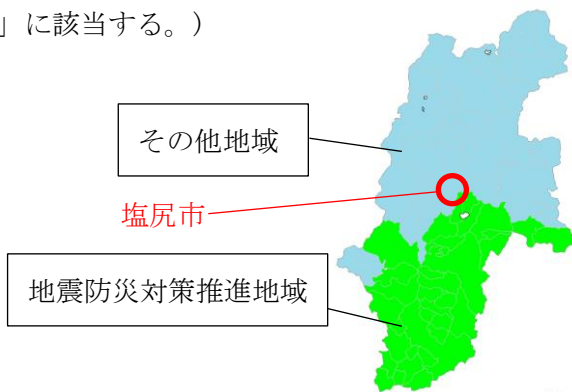 」に該当する。）
その他地域
塩尻市
地震防災対策推進地域